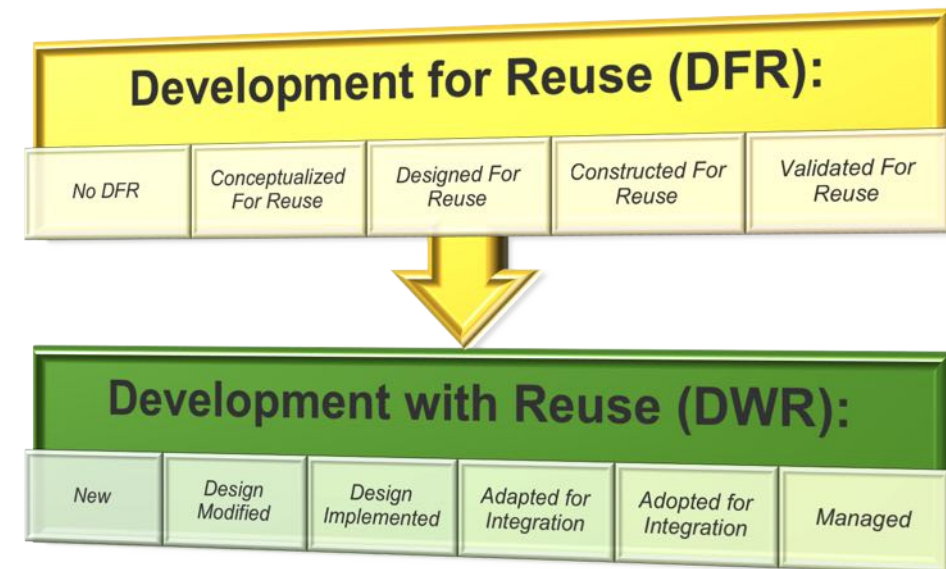 Development for Reuse (DFR):
No DFR
Conceptualized
For Reuse
Designed For
Reuse
Constructed For
Reuse
Validated For
Reuse
Development with Reuse (DWR):
New
Design
Modified
Design
Implemented
Adapted for
Integration
Adopted for
Integration
Managed